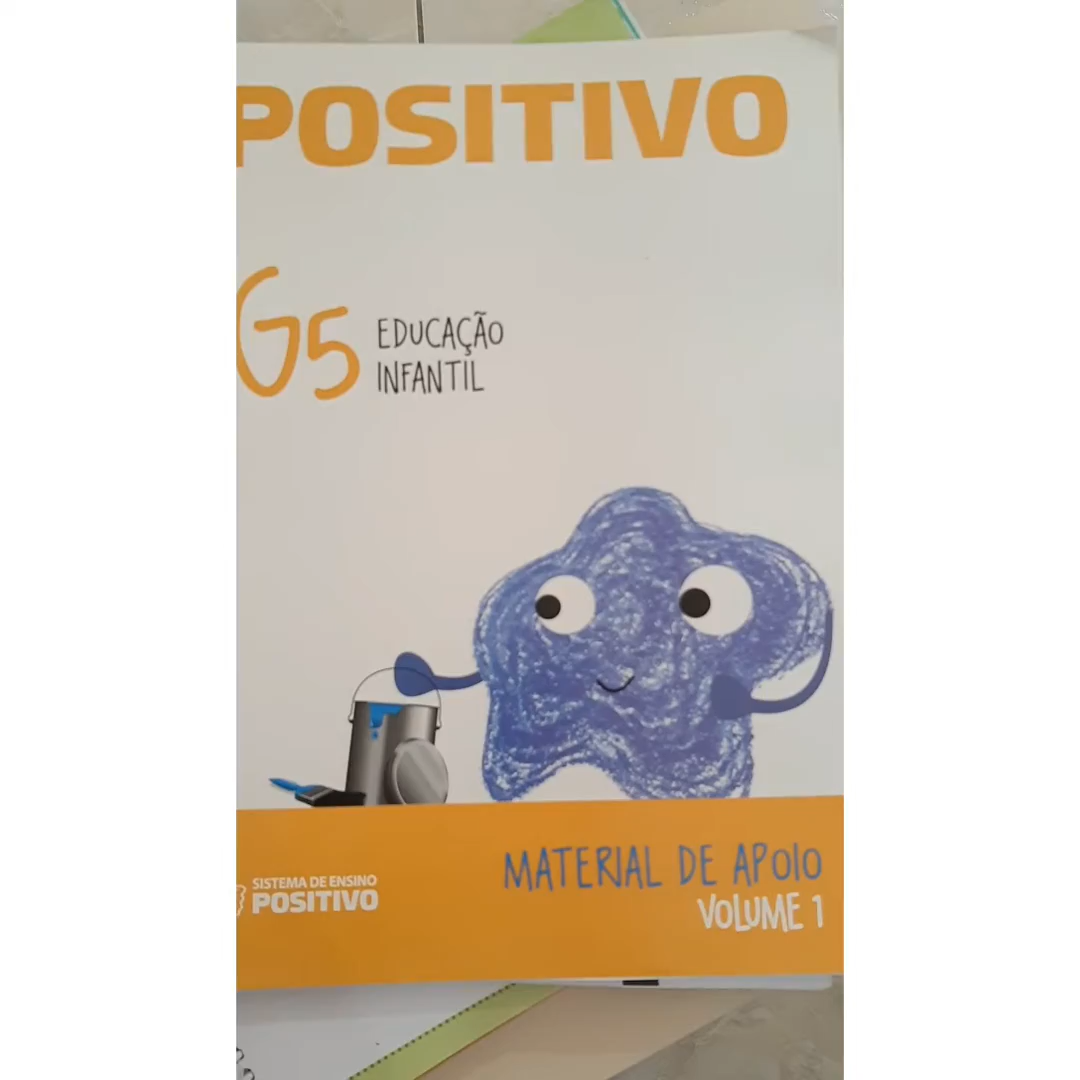 POSITIVO
G5
EDUCAÇÃO
INFANTIL
MATERIAL DE APOIO
VOLUME 1
SISTEMA DE ENSINO
POSITIVO